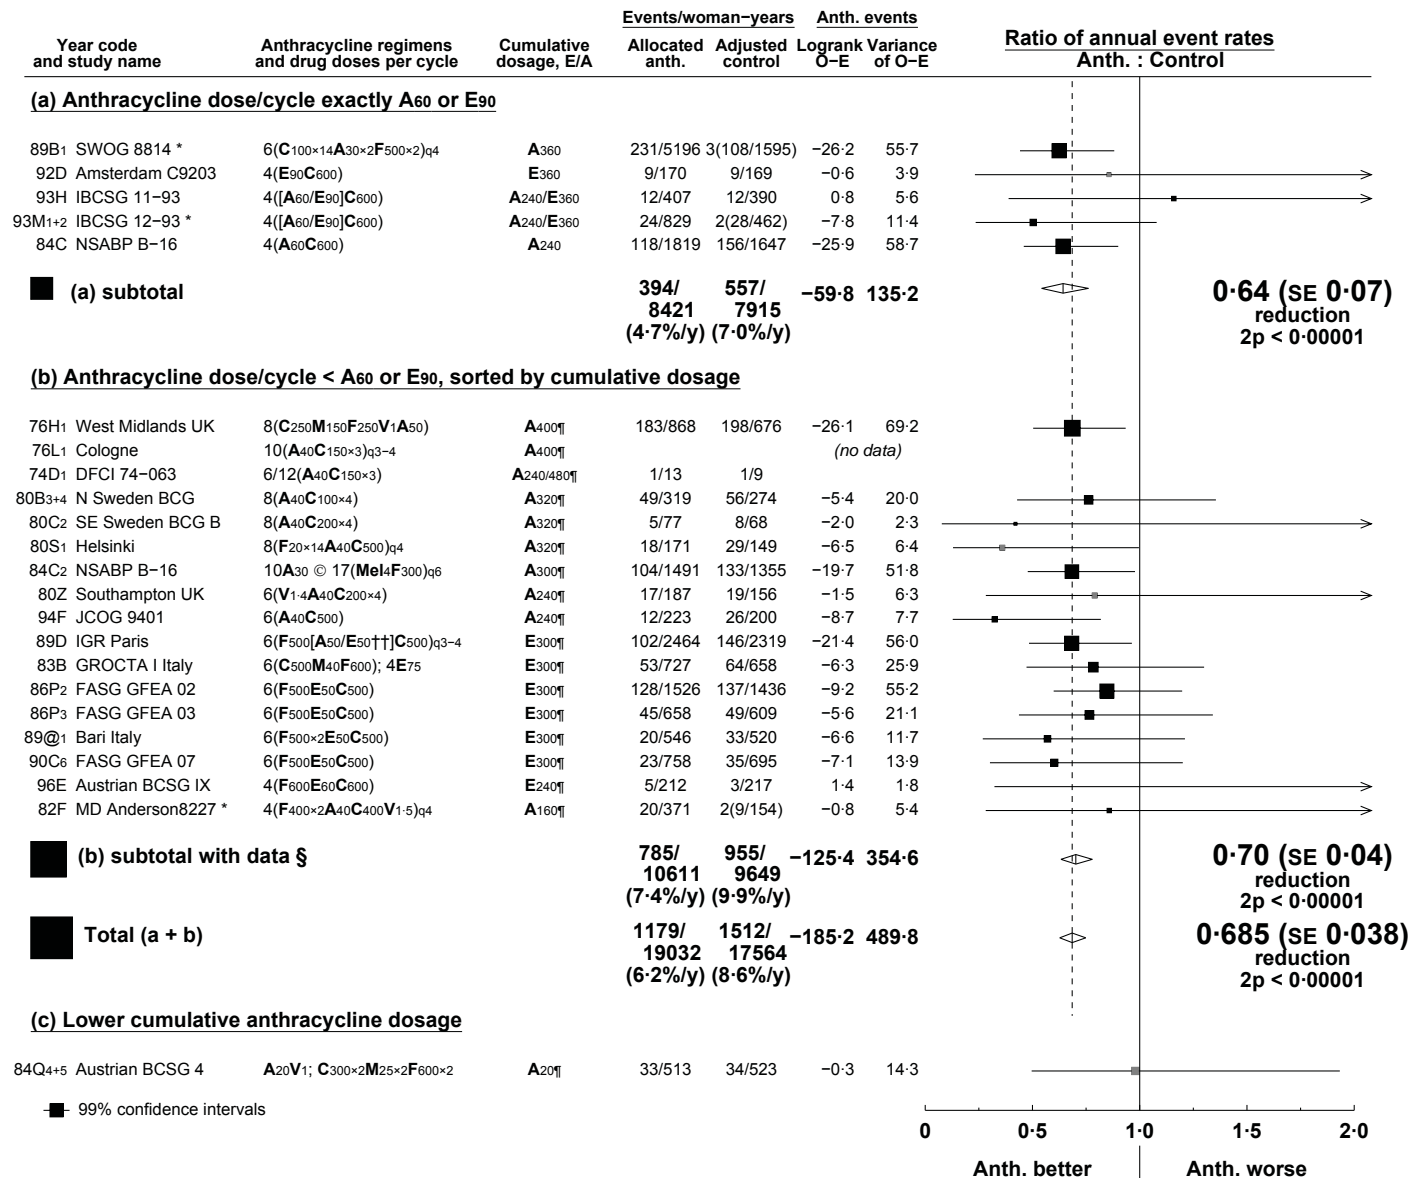 Events/woman−years Anth. events
Year code Anthracycline regimens Cumulative Allocated Adjusted Logrank Variance Ratio of annual event rates
and study name and drug doses per cycle dosage, E/A anth. control O−E of O−E Anth. : Control
(a) Anthracycline dose/cycle exactly A60 or E90
89B1 SWOG 8814 * 6(C100×14A30×2F500×2)q4 A360 231/5196 3(108/1595) −26·2 55·7
92D Amsterdam C9203 4(E90C600) E360 9/170 9/169 −0·6 3·9
93H IBCSG 11−93 4([A60/E90]C600) A240/E360 12/407 12/390 0·8 5·6
93M1+2 IBCSG 12−93 * 4([A60/E90]C600) A240/E360 24/829 2(28/462) −7·8 11·4
84C NSABP B−16 4(A60C600) A240 118/1819 156/1647 −25·9 58·7
(a) subtotal 394/ 557/ −59·8 135·2 0·64 (SE 0·07)
8421 7915 reduction
(4·7%/y) (7·0%/y) 2p < 0·00001
(b) Anthracycline dose/cycle < A60 or E90, sorted by cumulative dosage
76H1 West Midlands UK 8(C250M150F250V1A50) A400¶ 183/868 198/676 −26·1 69·2
76L1 Cologne 10(A40C150×3)q3−4 A400¶ (no data)
74D1 DFCI 74−063 6/12(A40C150×3) A240/480¶ 1/13 1/9
80B3+4 N Sweden BCG 8(A40C100×4) A320¶ 49/319 56/274 −5·4 20·0
80C2 SE Sweden BCG B 8(A40C200×4) A320¶ 5/77 8/68 −2·0 2·3
80S1 Helsinki 8(F20×14A40C500)q4 A320¶ 18/171 29/149 −6·5 6·4
84C2 NSABP B−16 10A30 © 17(Mel4F300)q6 A300¶ 104/1491 133/1355 −19·7 51·8
80Z Southampton UK 6(V1·4A40C200×4) A240¶ 17/187 19/156 −1·5 6·3
94F JCOG 9401 6(A40C500) A240¶ 12/223 26/200 −8·7 7·7
89D IGR Paris 6(F500[A50/E50††]C500)q3−4 E300¶ 102/2464 146/2319 −21·4 56·0
83B GROCTA I Italy 6(C500M40F600); 4E75 E300¶ 53/727 64/658 −6·3 25·9
86P2 FASG GFEA 02 6(F500E50C500) E300¶ 128/1526 137/1436 −9·2 55·2
86P3 FASG GFEA 03 6(F500E50C500) E300¶ 45/658 49/609 −5·6 21·1
89@1 Bari Italy 6(F500×2E50C500) E300¶ 20/546 33/520 −6·6 11·7
90C6 FASG GFEA 07 6(F500E50C500) E300¶ 23/758 35/695 −7·1 13·9
96E Austrian BCSG IX 4(F600E60C600) E240¶ 5/212 3/217 1·4 1·8
82F MD Anderson8227 * 4(F400×2A40C400V1·5)q4 A160¶ 20/371 2(9/154) −0·8 5·4
(b) subtotal with data § 785/ 955/ −125·4 354·6 0·70 (SE 0·04)
10611 9649 reduction
(7·4%/y) (9·9%/y) 2p < 0·00001
Total (a + b) 1179/ 1512/ −185·2 489·8 0·685 (SE 0·038)
19032 17564 reduction
(6·2%/y) (8·6%/y) 2p < 0·00001
(c) Lower cumulative anthracycline dosage
84Q4+5 Austrian BCSG 4 A20V1; C300×2M25×2F600×2 A20¶ 33/513 34/523 −0·3 14·3
99% confidence intervals
0 0·5 1·0 1·5 2·0
Anth. better Anth. worse